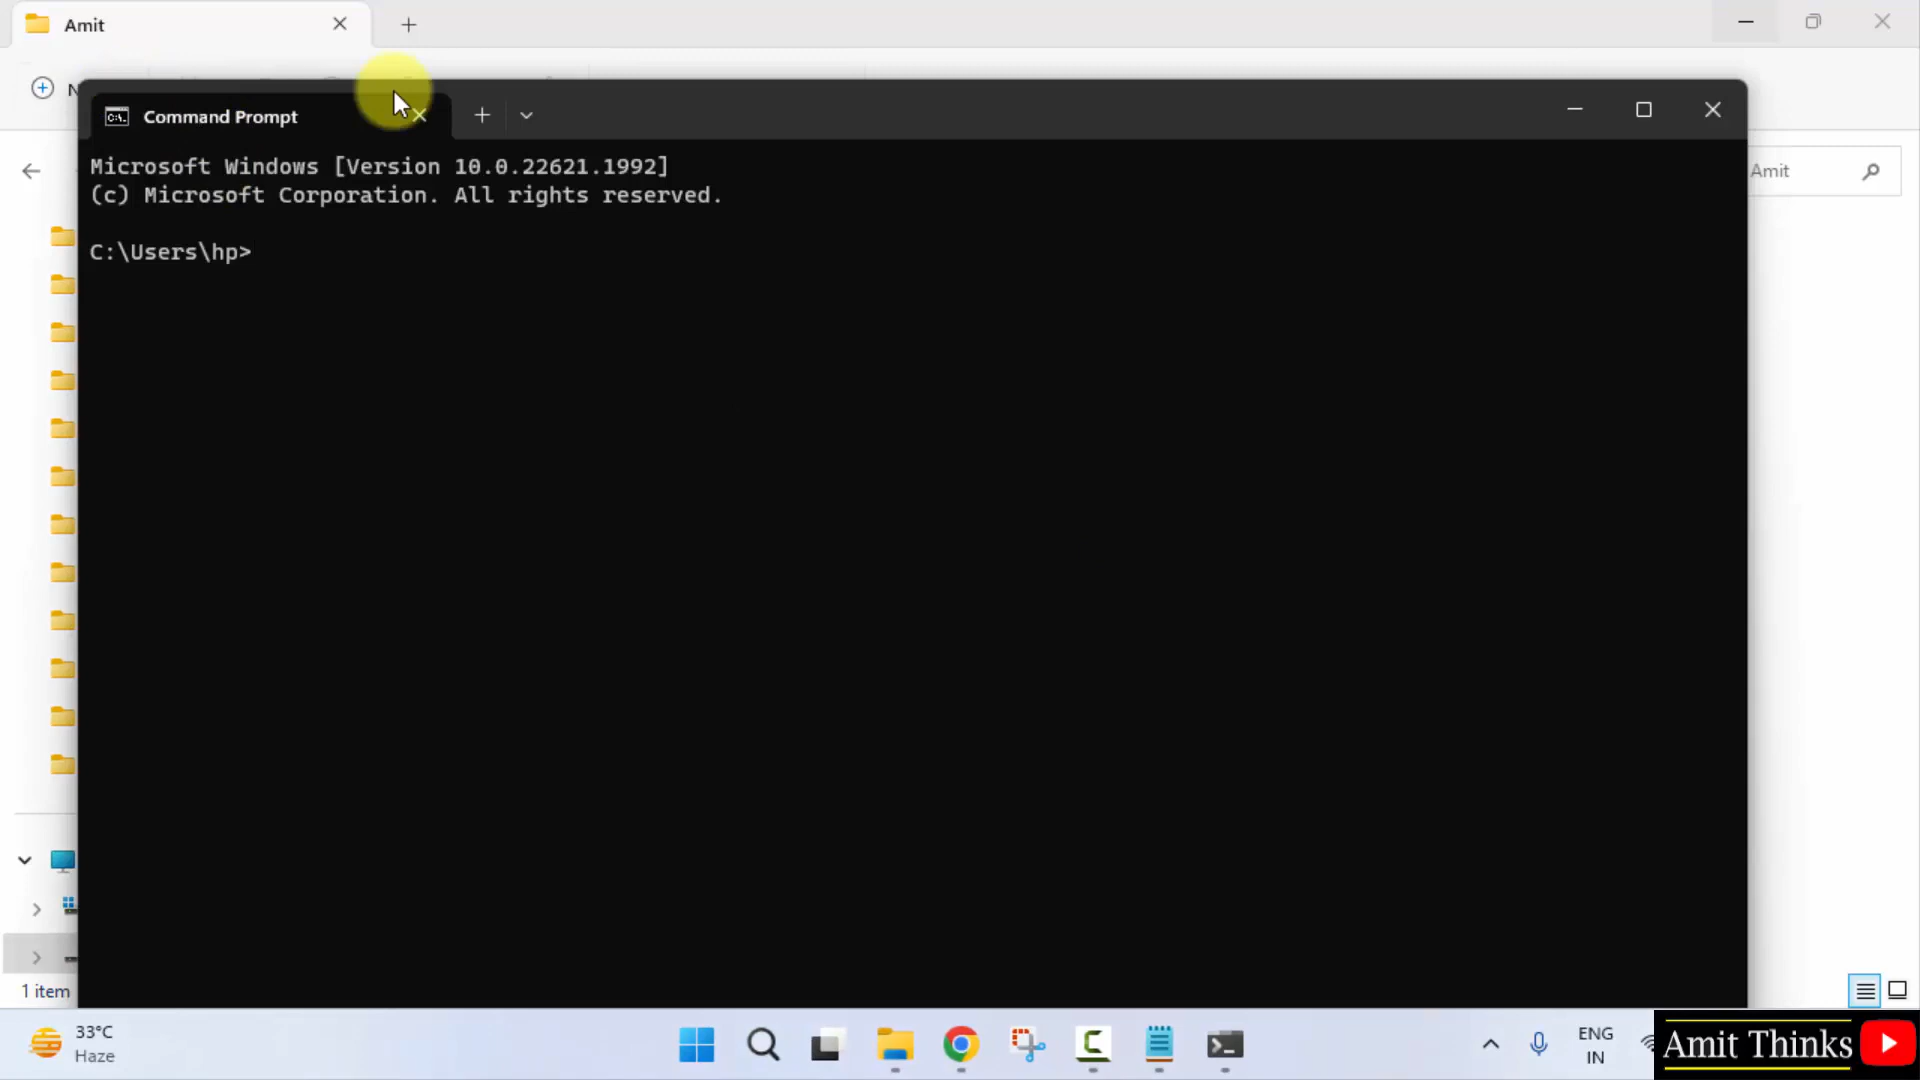 Amit
N
Command Prompt
Microsoft Windows [Version 10.0.22621.1992]
(c) Microsoft Corporation. All rights reserved.
C:\Users\hp>
Amit
1 item
33°C
Haze
ENG
IN
Amit Thinks